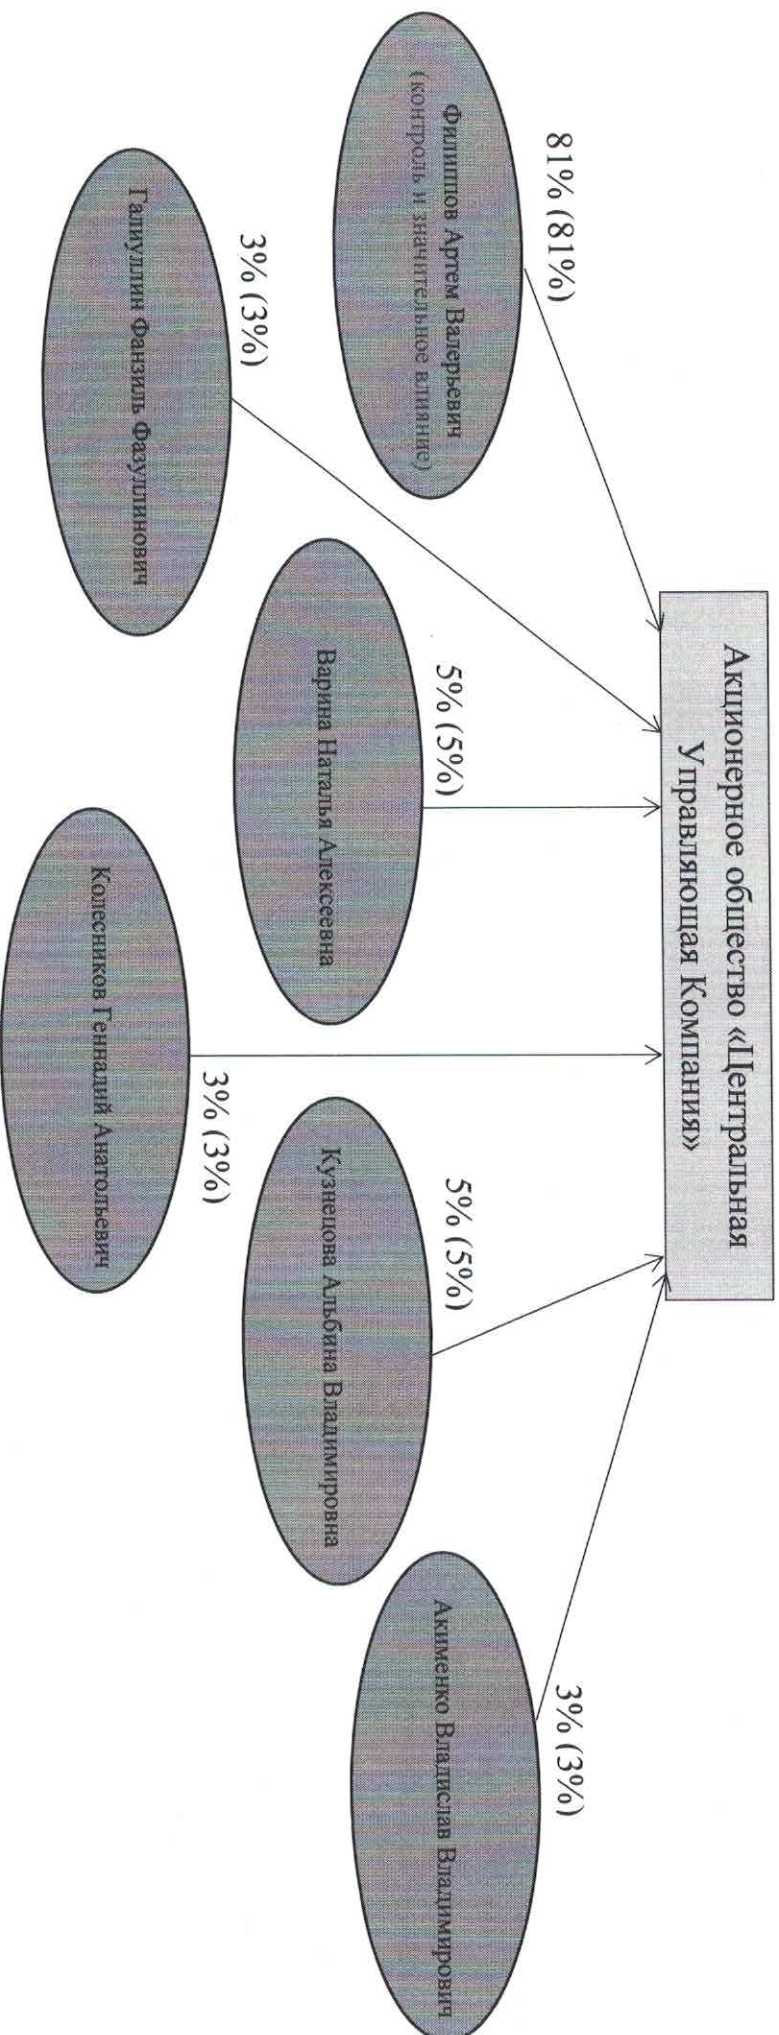 Акционерное общество «Центральная
Управляющая Компания»
81% (81%)
Филиппов Артем Валерьевич
(контроль и значительное влияние)
3% (3%)
Галиуллин Фанзиль Фазуллинович
5% (5%)
Варина Наталья Алексеевна
3% (3%)
Колесников Геннадий Анатольевич
5% (5%)
Кузнецова Альбина Владимировна
3% (3%)
Акименко Владислав Владимирович